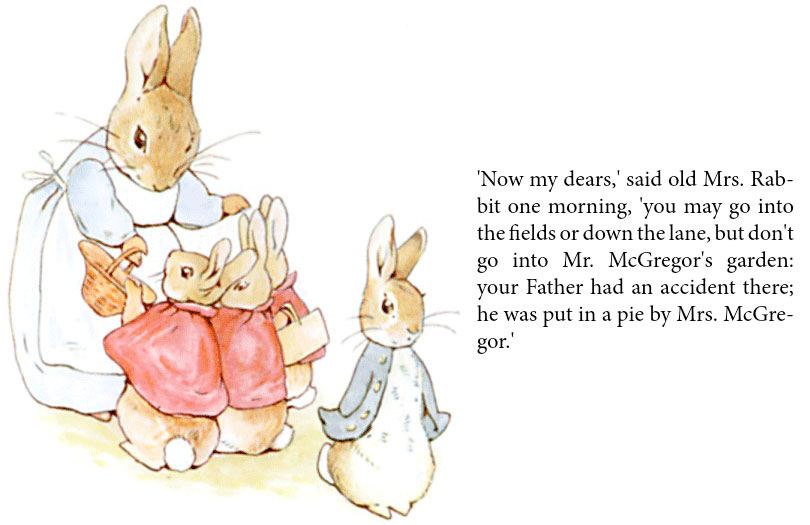 'Now my dears,' said old Mrs. Rab-
bit one morning, 'you may go into
the fields or down the lane, but don't
go into Mr. McGregor's garden:
your Father had an accident there;
he was put in a pie by Mrs. McGre-
gor.'